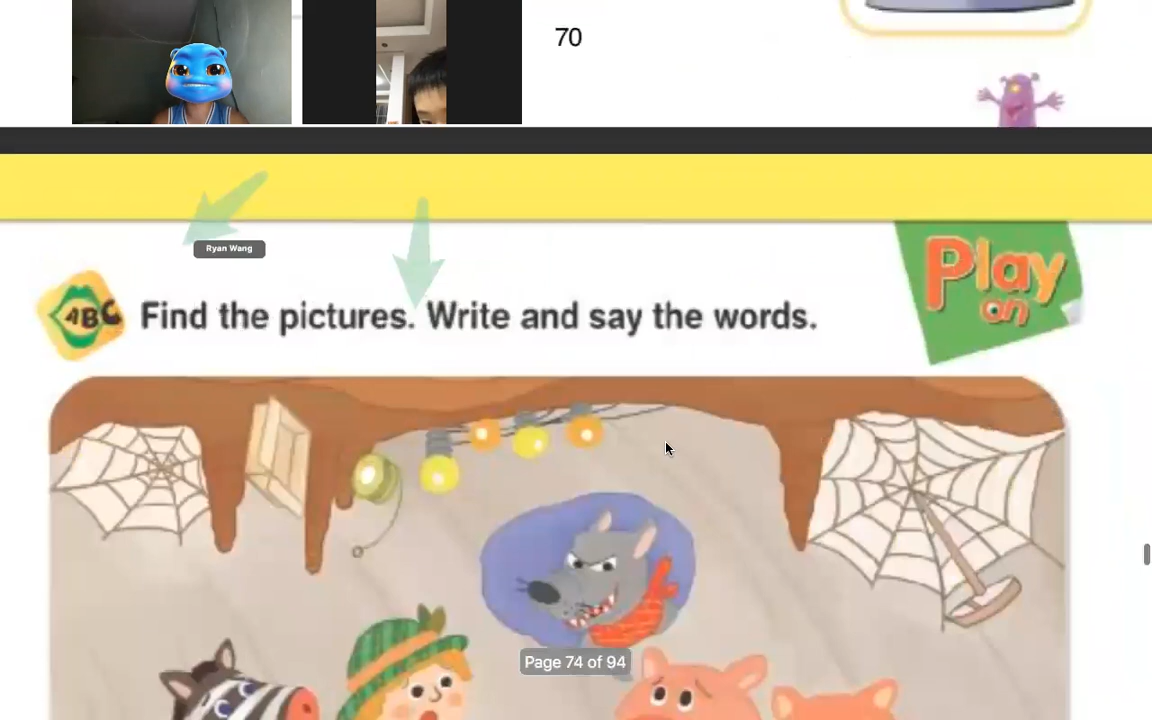 70
Ryan Wang
Play
on
ABC
Find the pictures. Write and say the words.
Page 74 of 94